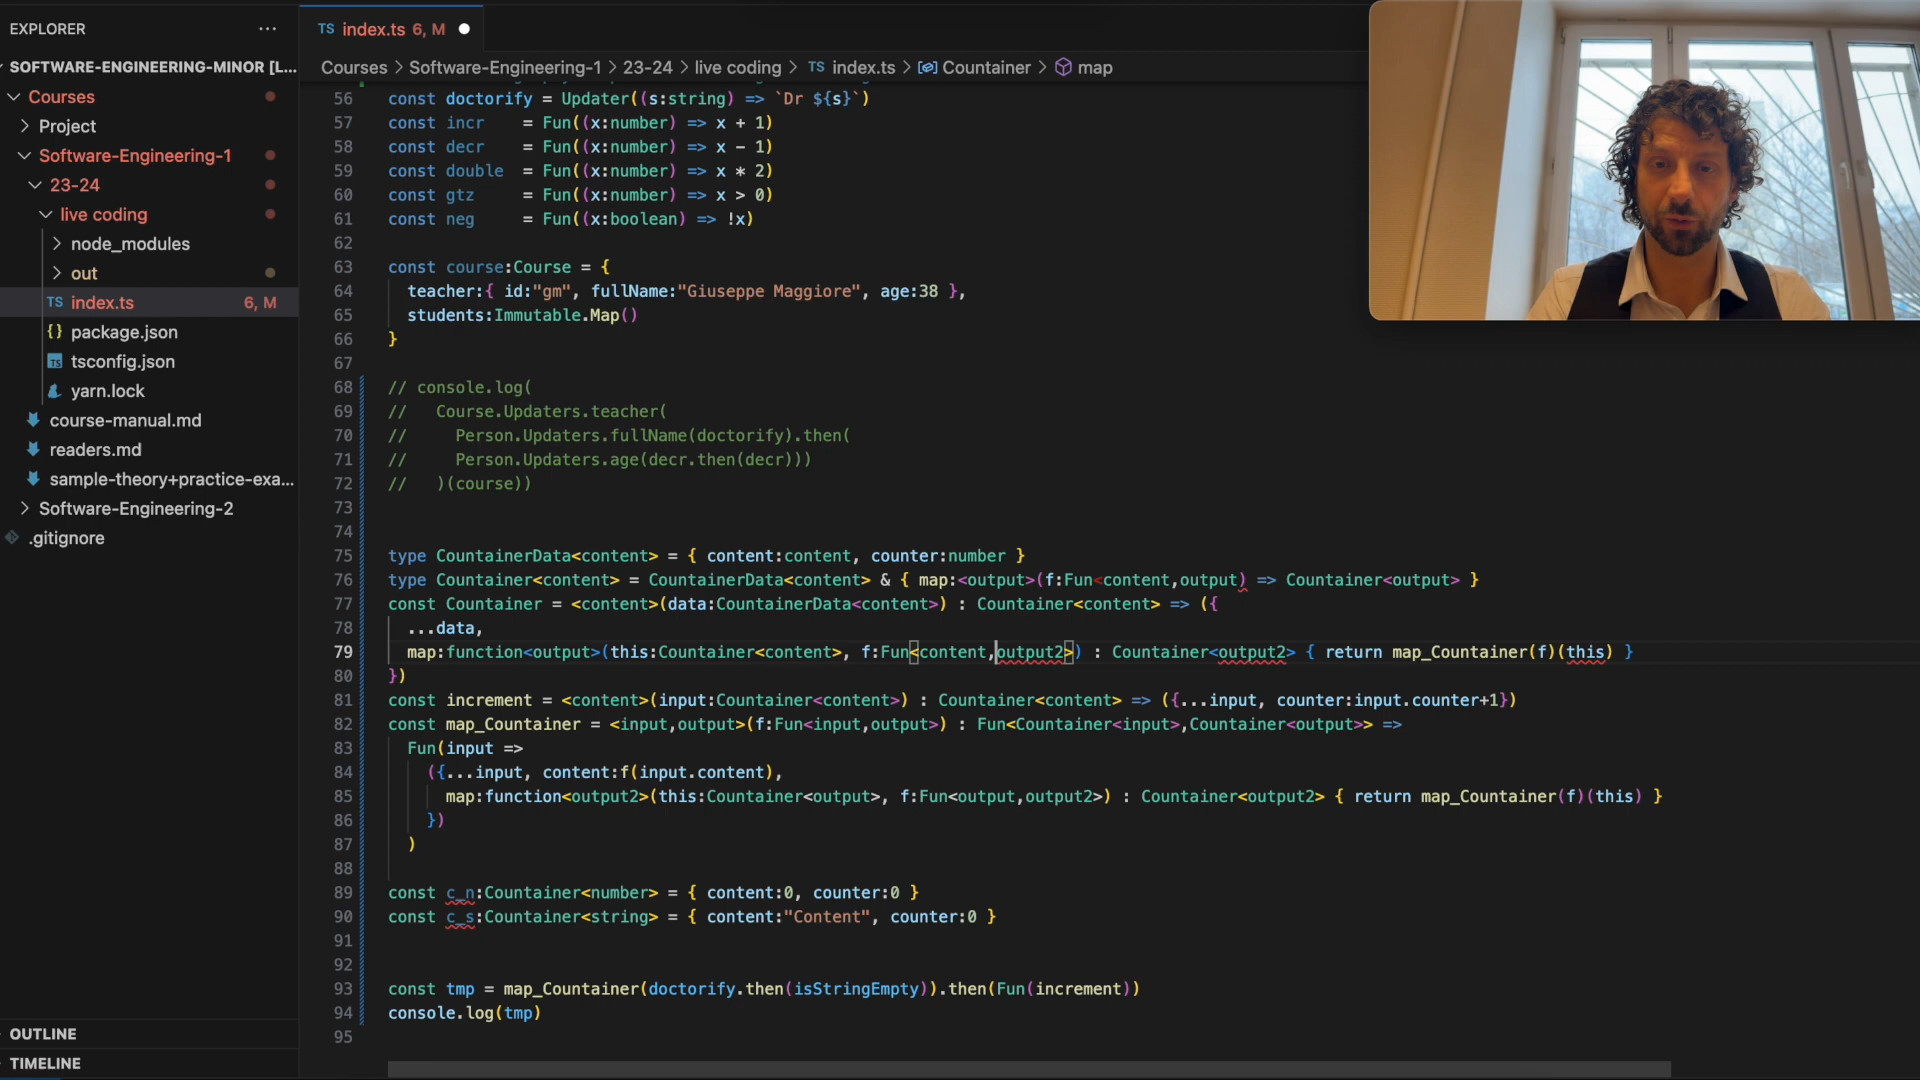 EXPLORER
SOFTWARE-ENGINEERING-MINOR [L...
Courses
Project
Software-Engineering-1
23-24
live coding
node_modules
out
TS index.ts 6, M
{} package.json
TS tsconfig.json
yarn.lock
course-manual.md
readers.md
sample-theory+practice-exa...
Software-Engineering-2
.gitignore
OUTLINE
TIMELINE
TS index.ts 6, M
Courses > Software-Engineering-1 > 23-24 > live coding > TS index.ts > Countainer > map
56 const doctorify = Updater((s:string) => `Dr ${s}`)
57 const incr    = Fun((x:number) => x + 1)
58 const decr    = Fun((x:number) => x - 1)
59 const double  = Fun((x:number) => x * 2)
60 const gtz     = Fun((x:number) => x > 0)
61 const neg     = Fun((x:boolean) => !x)
62
63 const course:Course = {
64   teacher:{ id:"gm", fullName:"Giuseppe Maggiore", age:38 },
65   students:Immutable.Map()
66 }
67
68 // console.log(
69 //   Course.Updaters.teacher(
70 //     Person.Updaters.fullName(doctorify).then(
71 //     Person.Updaters.age(decr.then(decr)))
72 //   )(course))
73
74
75 type CountainerData<content> = { content:content, counter:number }
76 type Countainer<content> = CountainerData<content> & { map:<output>(f:Fun<content,output) => Countainer<output> }
77 const Countainer = <content>(data:CountainerData<content>) : Countainer<content> => ({
78   ...data,
79   map:function<output>(this:Countainer<content>, f:Fun<content,output2>) : Countainer<output2> { return map_Countainer(f)(this) }
80 })
81 const increment = <content>(input:Countainer<content>) : Countainer<content> => ({...input, counter:input.counter+1})
82 const map_Countainer = <input,output>(f:Fun<input,output>) : Fun<Countainer<input>,Countainer<output>> =>
83   Fun(input =>
84     ({...input, content:f(input.content),
85       map:function<output2>(this:Countainer<output>, f:Fun<output,output2>) : Countainer<output2> { return map_Countainer(f)(this) }
86     })
87   )
88
89 const c_n:Countainer<number> = { content:0, counter:0 }
90 const c_s:Countainer<string> = { content:"Content", counter:0 }
91
92
93 const tmp = map_Countainer(doctorify.then(isStringEmpty)).then(Fun(increment))
94 console.log(tmp)
95